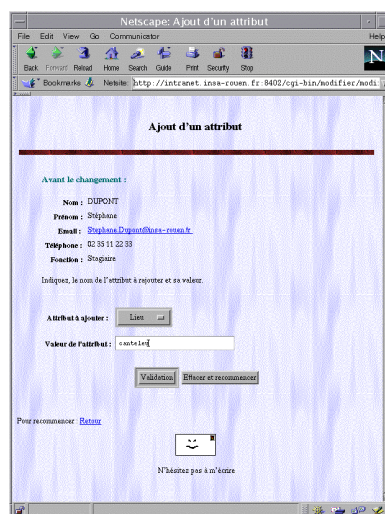 Netscape: Ajout d'un attribut
File Edit View Go Communicator Help
Back Forward Reload Home Search Guide Print Security Stop
N
Bookmarks Netsite: http://intranet.insa-rouen.fr:8402/cgi-bin/modifier/modi
Ajout d'un attribut
Avant le changement :
Nom : DUPONT
Prénom : Stéphane
Email : Stephane.Dupont@insa-rouen.fr
Téléphone : 02 35 11 22 33
Fonction : Stagiaire
Indiquez, le nom de l'attribut à rajouter et sa valeur.
Attribut à ajouter : Lieu
Valeur de l'attribut : canteleu
Validation Effacer et recommencer
Pour recommencer : Retour
N'hésitez pas à m'écrire